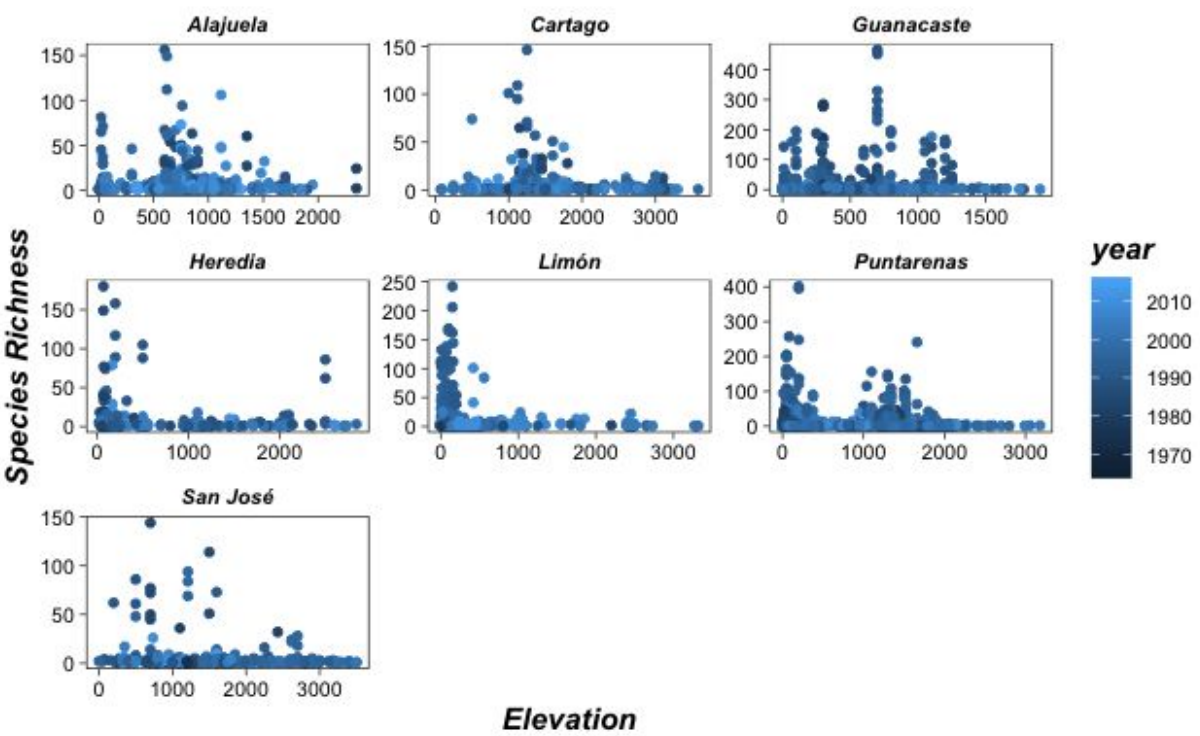 Alajuela Cartago Guanacaste
150 150 400
100 100 300
50 50 200
0 0 100
0
0 500 1000 1500 2000 0 1000 2000 3000 0 500 1000 1500
Heredia Limón Puntarenas
150 250 400
100 200 300
50 150 200
0 100 100
50 0
0
0 1000 2000 0 1000 2000 3000 0 1000 2000 3000
San José
150
100
50
0
0 1000 2000 3000
Species Richness
Elevation
year
2010
2000
1990
1980
1970